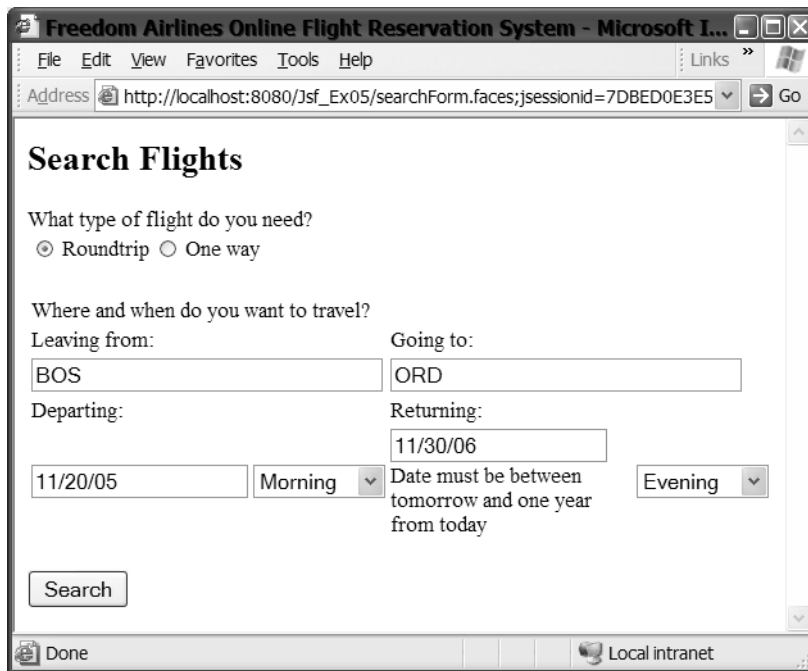 Freedom Airlines Online Flight Reservation System - Microsoft I...
File Edit View Favorites Tools Help Links »
Address http://localhost:8080/Jsf_Ex05/searchForm.faces;jsessionid=7DBED0E3E5 Go
Search Flights
What type of flight do you need?
Roundtrip One way
Where and when do you want to travel?
Leaving from: Going to:
BOS ORD
Departing: Returning:
11/30/06
11/20/05 Morning Date must be between Evening
tomorrow and one year
from today
Search
Done Local intranet